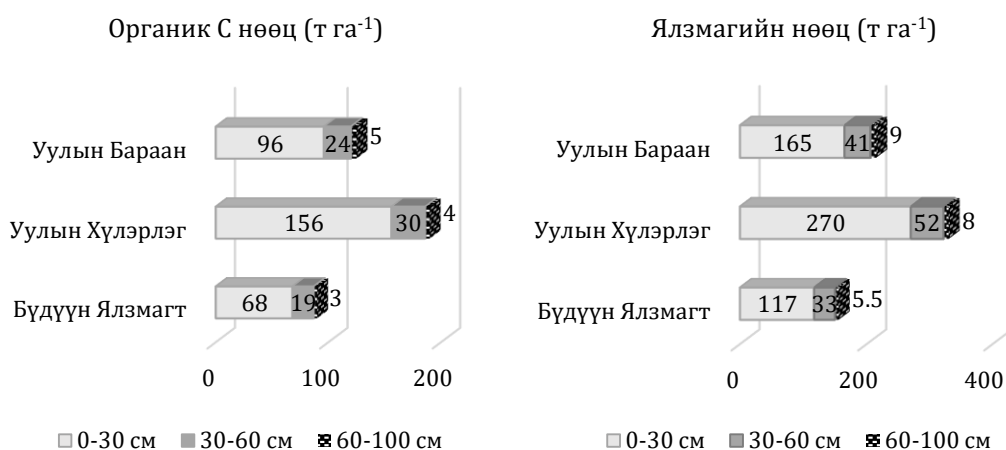 Органик С нөөц (т га-1)
Уулын Бараан
96 24 5
Уулын Хүлэрлэг
156 30 4
Бүдүүн Ялзмагт
68 19 3
0 100 200
0-30 см 30-60 см 60-100 см
Ялзмагийн нөөц (т га-1)
Уулын Бараан
165 41 9
Уулын Хүлэрлэг
270 52 8
Бүдүүн Ялзмагт
117 33 5.5
0 200 400
0-30 см 30-60 см 60-100 см